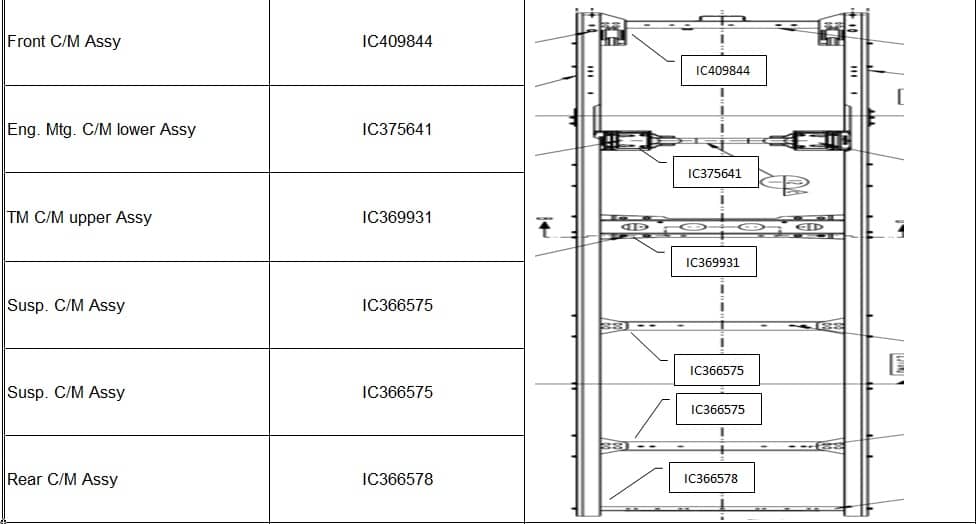 Front C/M Assy IC409844
Eng. Mtg. C/M lower Assy IC375641
TM C/M upper Assy IC369931
Susp. C/M Assy IC366575
Susp. C/M Assy IC366575
Rear C/M Assy IC366578
IC409844
IC375641
IC369931
IC366575
IC366575
IC366578